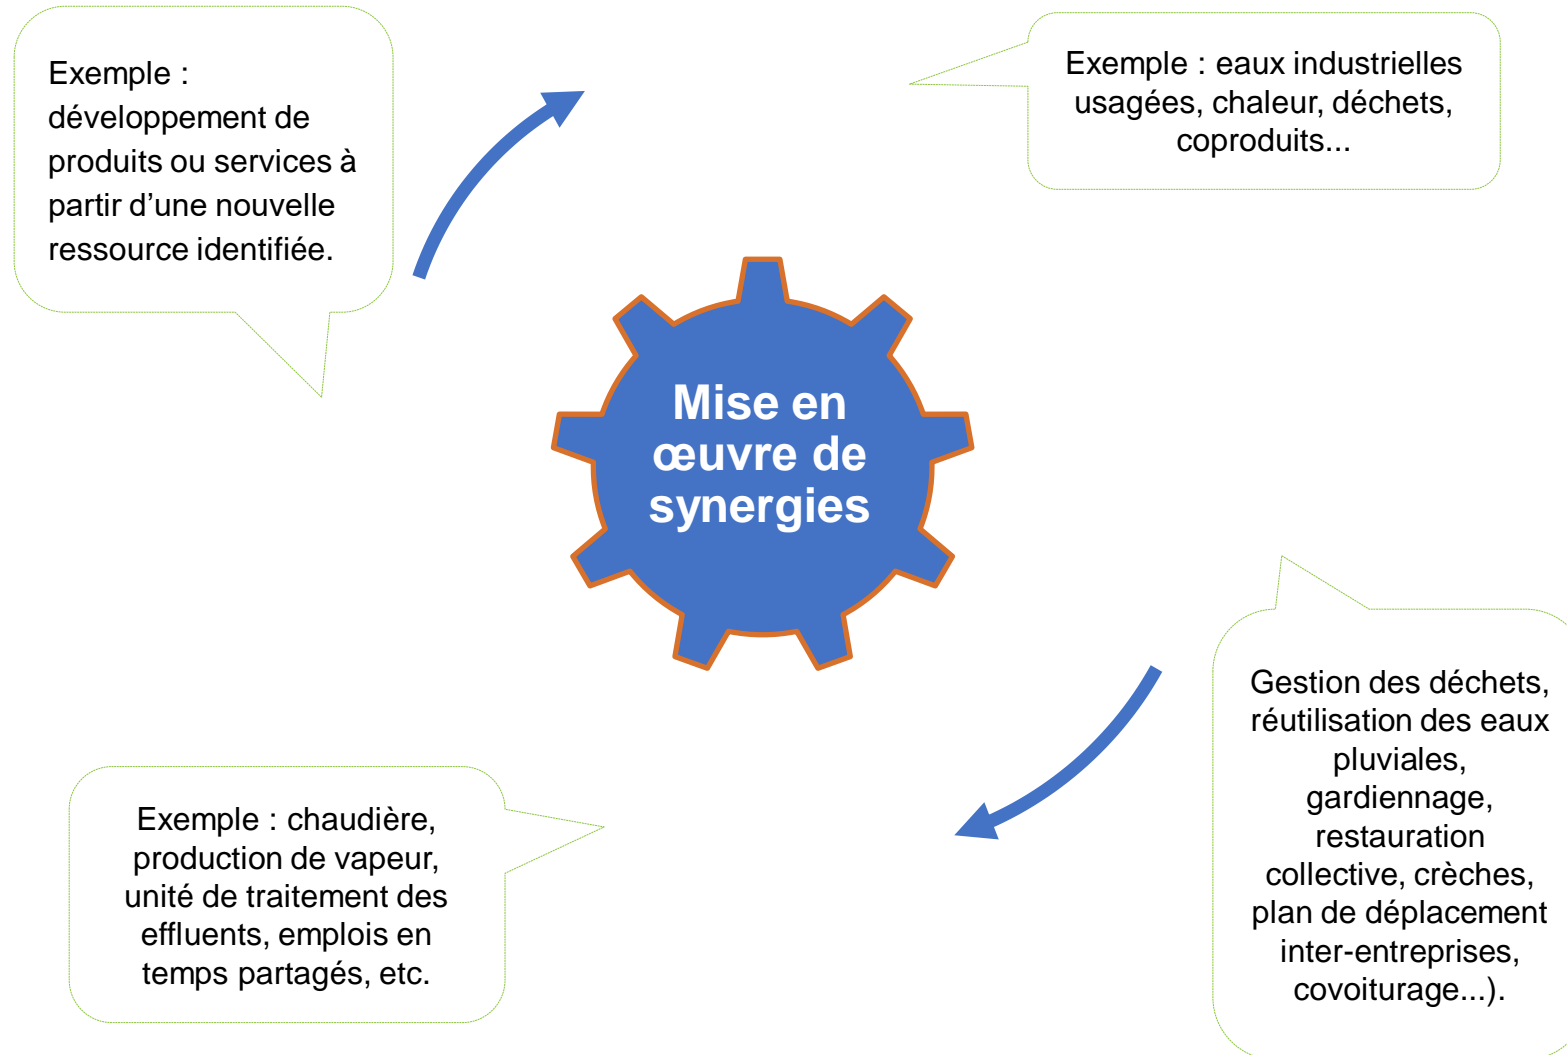 Exemple :
développement de
produits ou services à
partir d’une nouvelle
ressource identifiée.
Exemple : eaux industrielles
usagées, chaleur, déchets,
coproduits...
Mise en
œuvre de
synergies
Gestion des déchets,
réutilisation des eaux
pluviales,
gardiennage,
restauration
collective, crèches,
plan de déplacement
inter-entreprises,
covoiturage...).
Exemple : chaudière,
production de vapeur,
unité de traitement des
effluents, emplois en
temps partagés, etc.